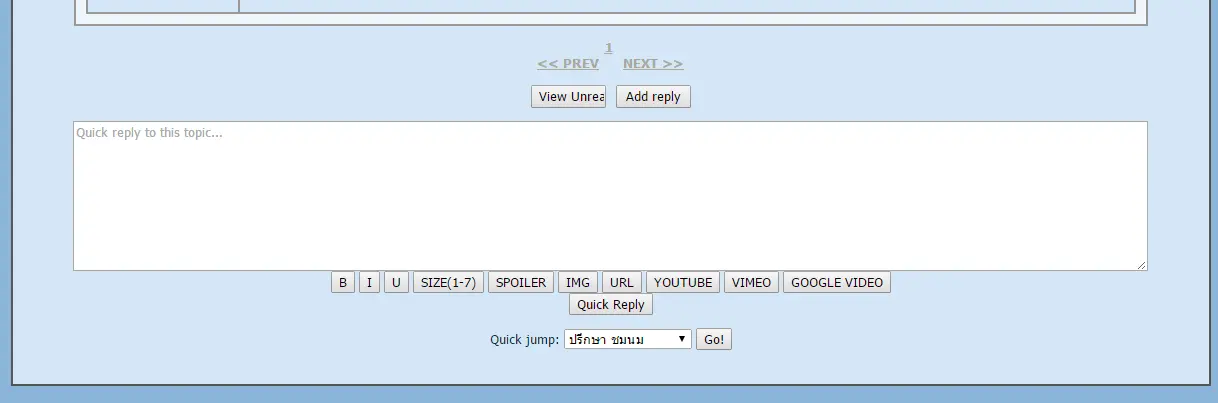 1
<< PREV NEXT >>
View Unrea Add reply
Quick reply to this topic...
B I U SIZE(1-7) SPOILER IMG URL YOUTUBE VIMEO GOOGLE VIDEO
Quick Reply
Quick jump: ปรึกษา ชมนม Go!